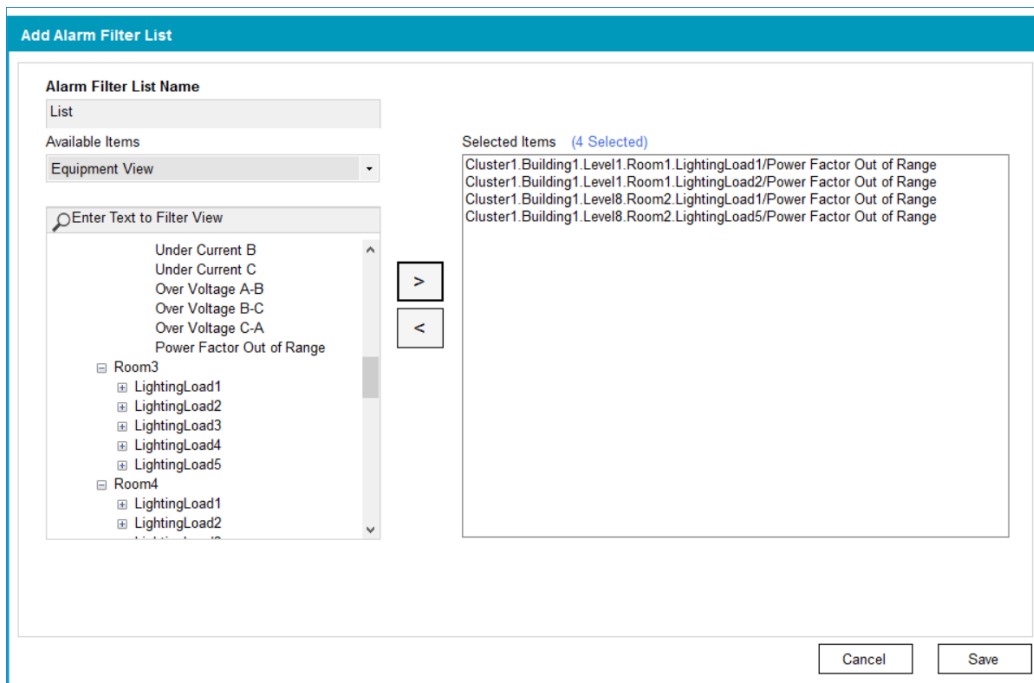 Add Alarm Filter List
Alarm Filter List Name
List
Available Items
Equipment View
Enter Text to Filter View
Under Current B
Under Current C
Over Voltage A-B
Over Voltage B-C
Over Voltage C-A
Power Factor Out of Range
Room3
LightingLoad1
LightingLoad2
LightingLoad3
LightingLoad4
LightingLoad5
Room4
LightingLoad1
LightingLoad2
>
<
Selected Items (4 Selected)
Cluster1.Building1.Level1.Room1.LightingLoad1/Power Factor Out of Range
Cluster1.Building1.Level1.Room1.LightingLoad2/Power Factor Out of Range
Cluster1.Building1.Level8.Room2.LightingLoad1/Power Factor Out of Range
Cluster1.Building1.Level8.Room2.LightingLoad5/Power Factor Out of Range
Cancel
Save